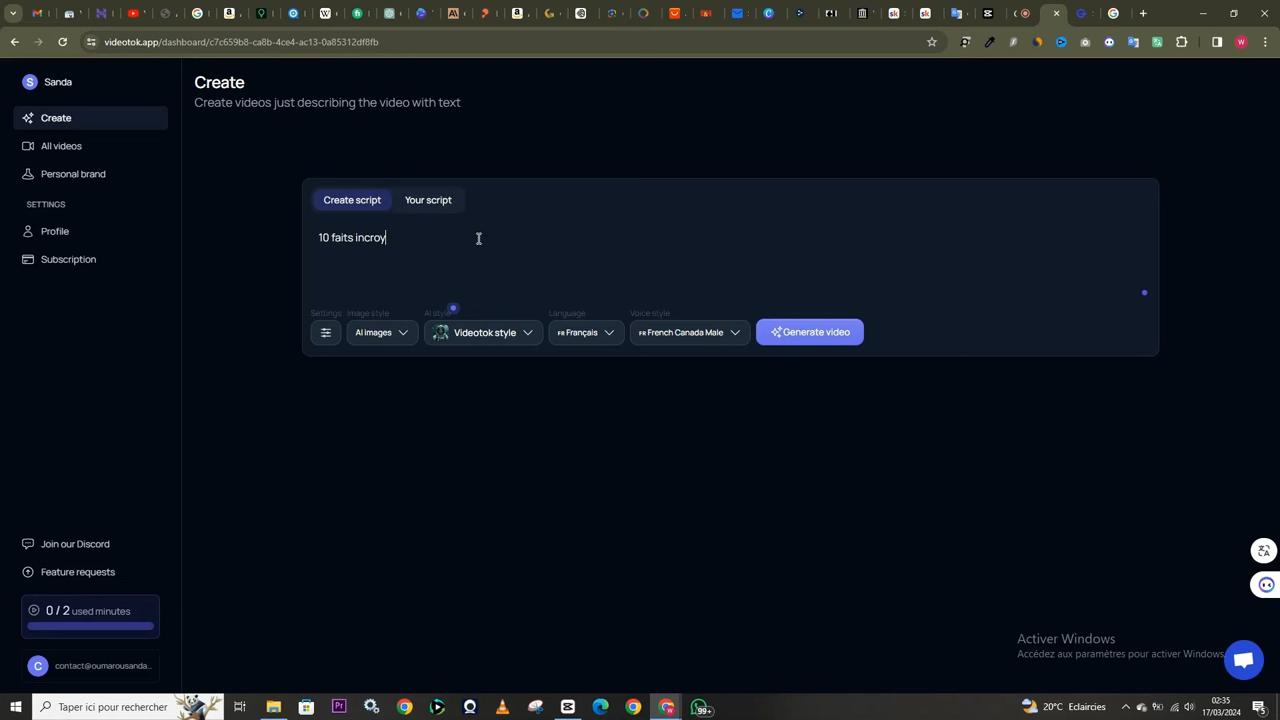 videotok.app/dashboard/c7c659b8-ca8b-4ce4-ac13-0a85312df8fb
S Sanda
Create
All videos
Personal brand
SETTINGS
Profile
Subscription
Create
Create videos just describing the video with text
Create script
Your script
10 faits incroy
Settings
Image style
AI style
Language
Voice style
AI images
Videotok style
FR Français
FR French Canada Male
Generate video
Join our Discord
Feature requests
0 / 2 used minutes
C contact@oumarousanda...
Activer Windows
Accédez aux paramètres pour activer Windows.
Taper ici pour rechercher
99+
20°C Eclaircies
02:35
17/03/2024